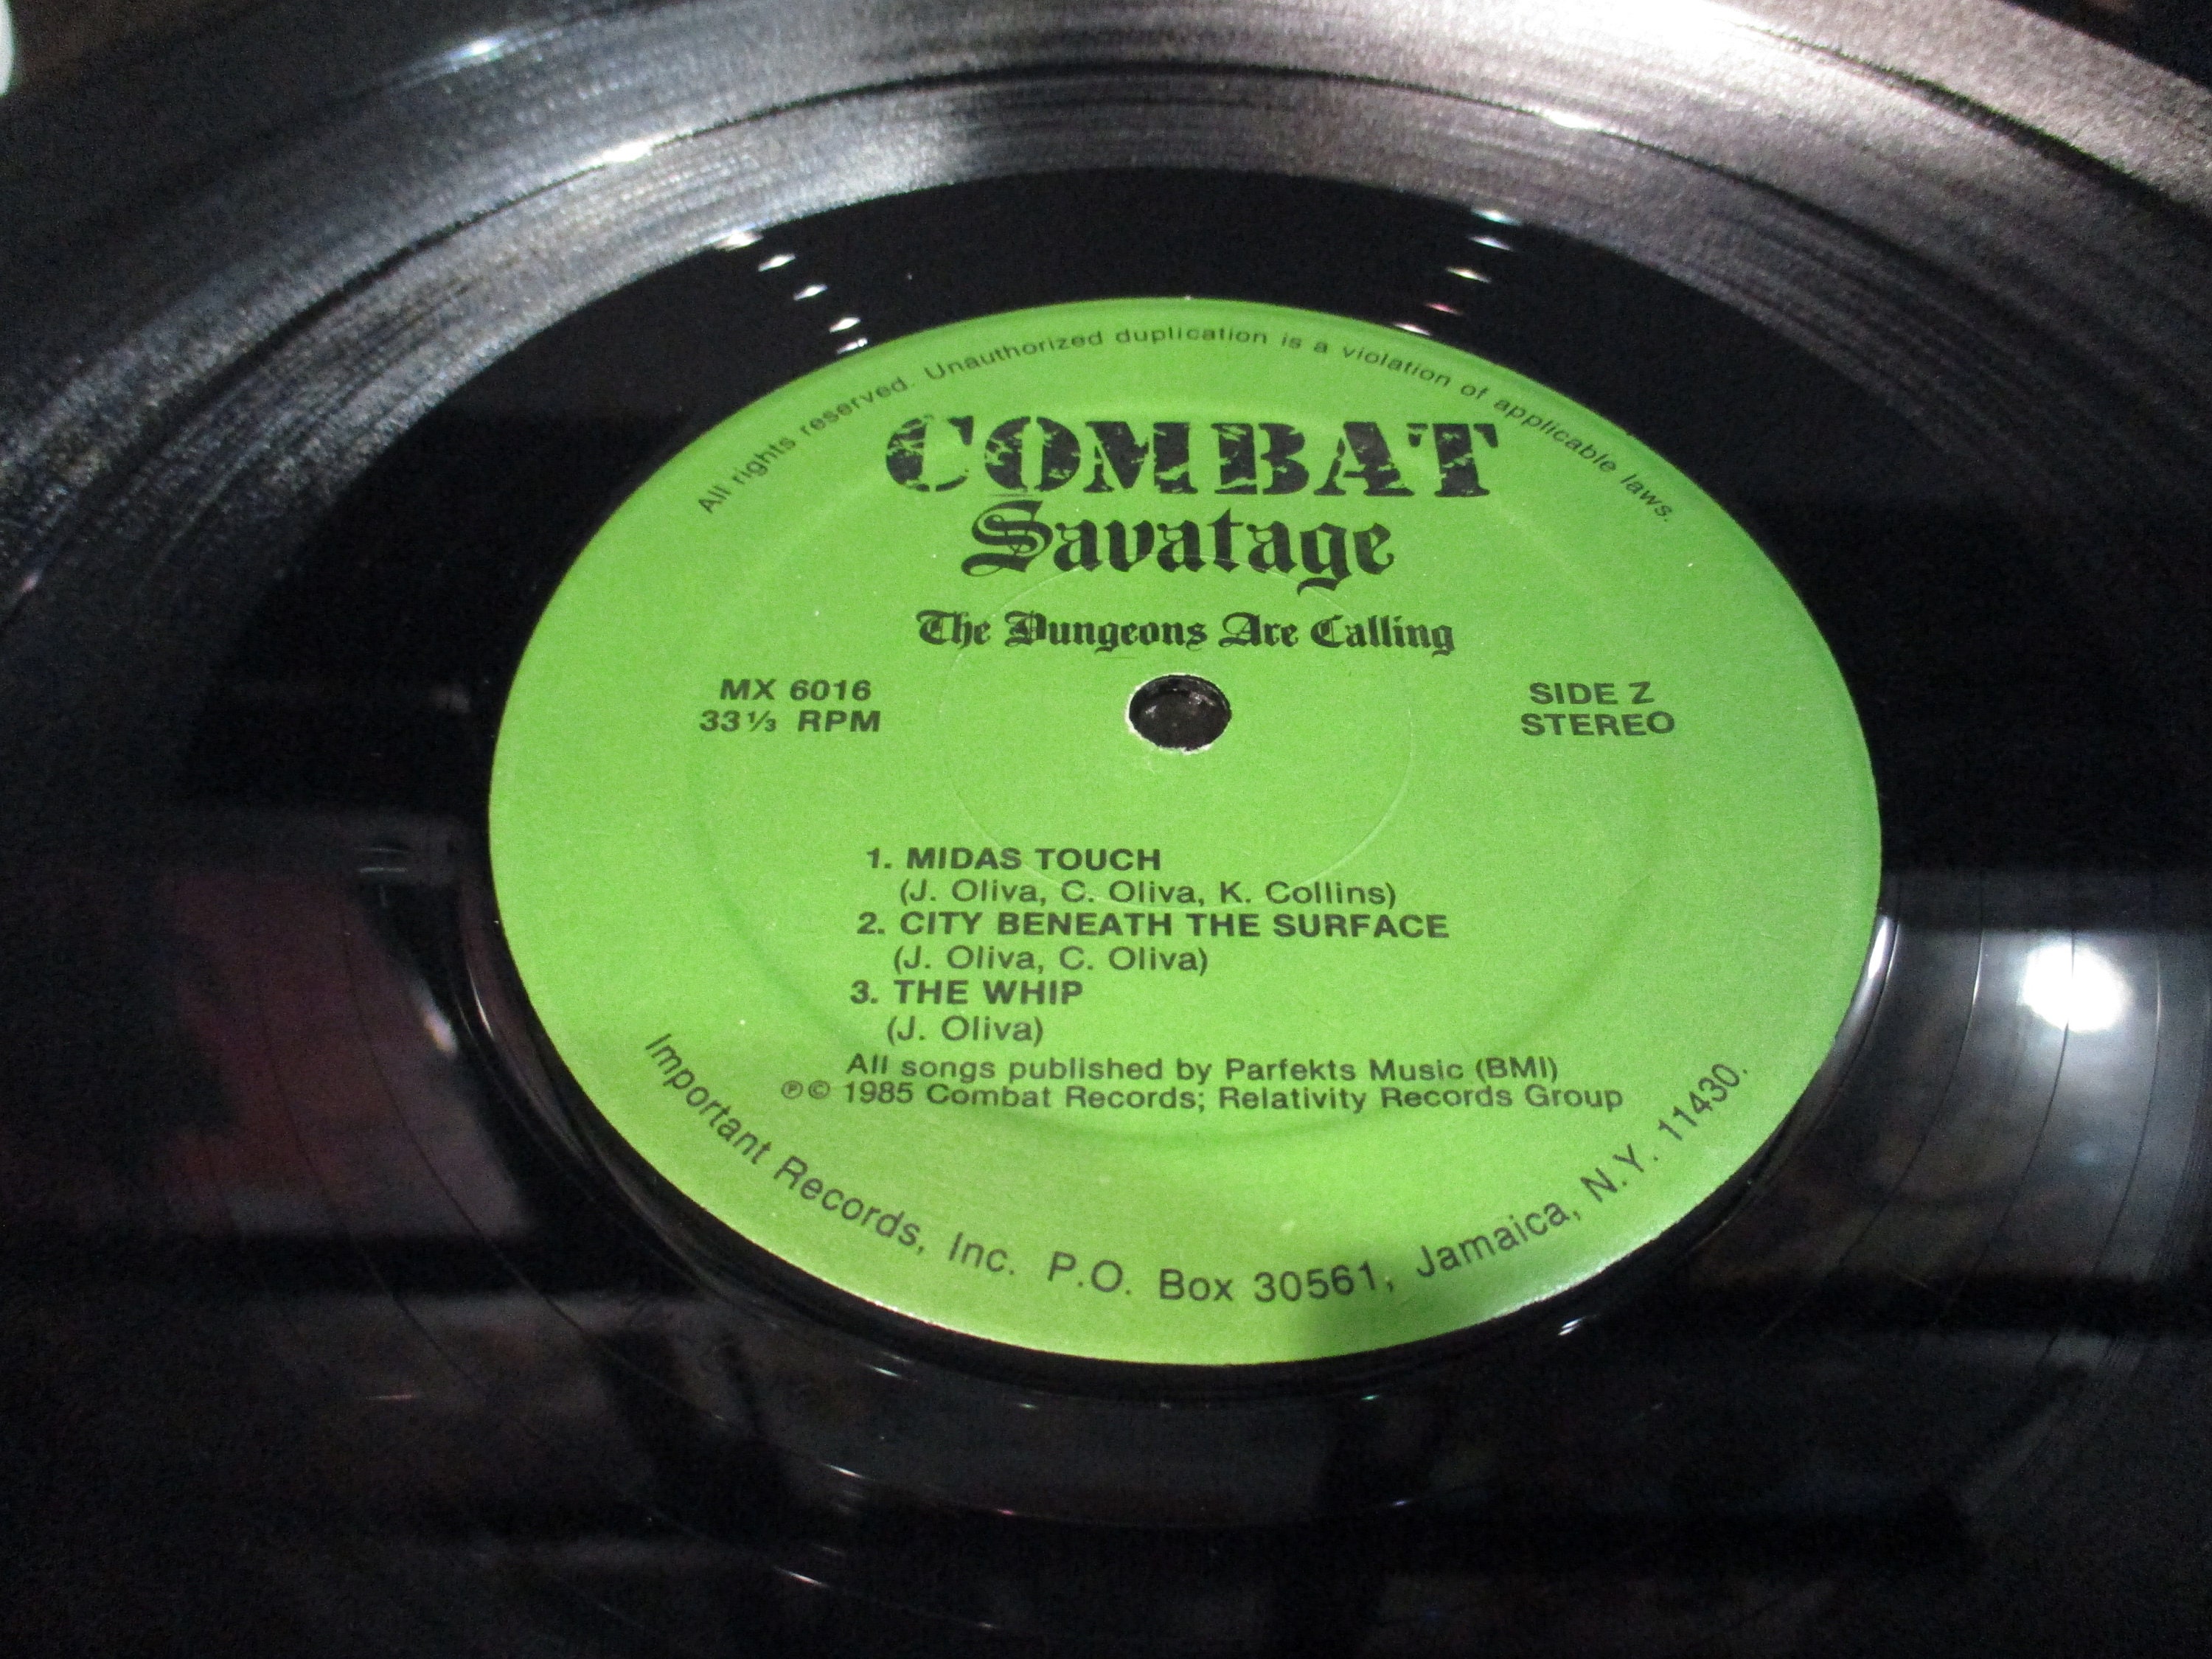 All rights reserved. Unauthorized duplication is a violation of applicable laws.
COMBAT
Savatage
The Dungeons Are Calling
MX 6016
33⅓ RPM
SIDE Z
STEREO
1. MIDAS TOUCH
(J. Oliva, C. Oliva, K. Collins)
2. CITY BENEATH THE SURFACE
(J. Oliva, C. Oliva)
3. THE WHIP
(J. Oliva)
All songs published by Parfekts Music (BMI)
℗© 1985 Combat Records; Relativity Records Group
Important Records, Inc. P.O. Box 30561, Jamaica, N.Y. 11430.